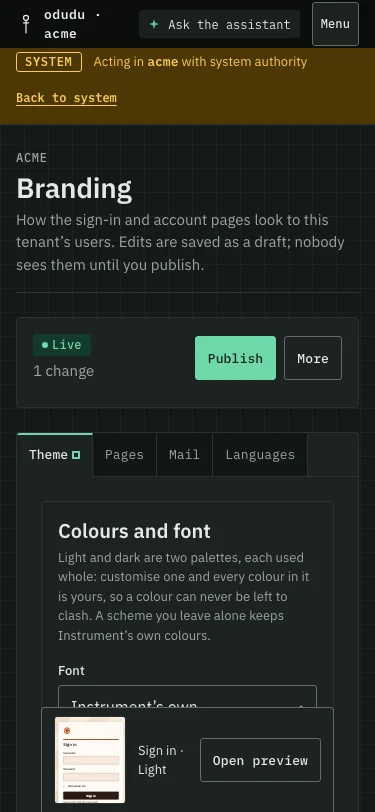 odudu ·
acme
Ask the assistant
Menu
SYSTEM
Acting in acme with system authority
Back to system
ACME
Branding
How the sign-in and account pages look to this
tenant’s users. Edits are saved as a draft; nobody
sees them until you publish.
Live
1 change
Publish
More
Theme
Pages
Mail
Languages
Colours and font
Light and dark are two palettes, each used
whole: customise one and every colour in it
is yours, so a colour can never be left to
clash. A scheme you leave alone keeps
Instrument’s own colours.
Font
Instrument’s own
Sign in
Sign in ·
Light
Open preview